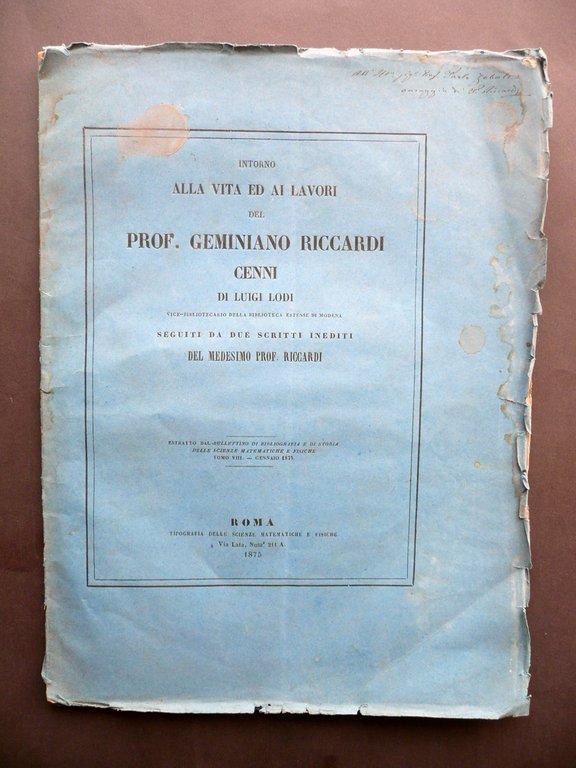 INTORNO
ALLA VITA ED AI LAVORI
DEL
PROF. GEMINIANO RICCARDI
CENNI
DI LUIGI LODI
VICE-BIBLIOTECARIO DELLA BIBLIOTECA ESTENSE DI MODENA
SEGUITI DA DUE SCRITTI INEDITI
DEL MEDESIMO PROF. RICCARDI
ESTRATTO DAL BULLETTINO DI BIBLIOGRAFIA E DI STORIA
DELLE SCIENZE MATEMATICHE E FISICHE
TOMO VIII. — GENNAIO 1875
ROMA
TIPOGRAFIA DELLE SCIENZE MATEMATICHE E FISICHE
Via Lata, Num.° 211 A.
1875